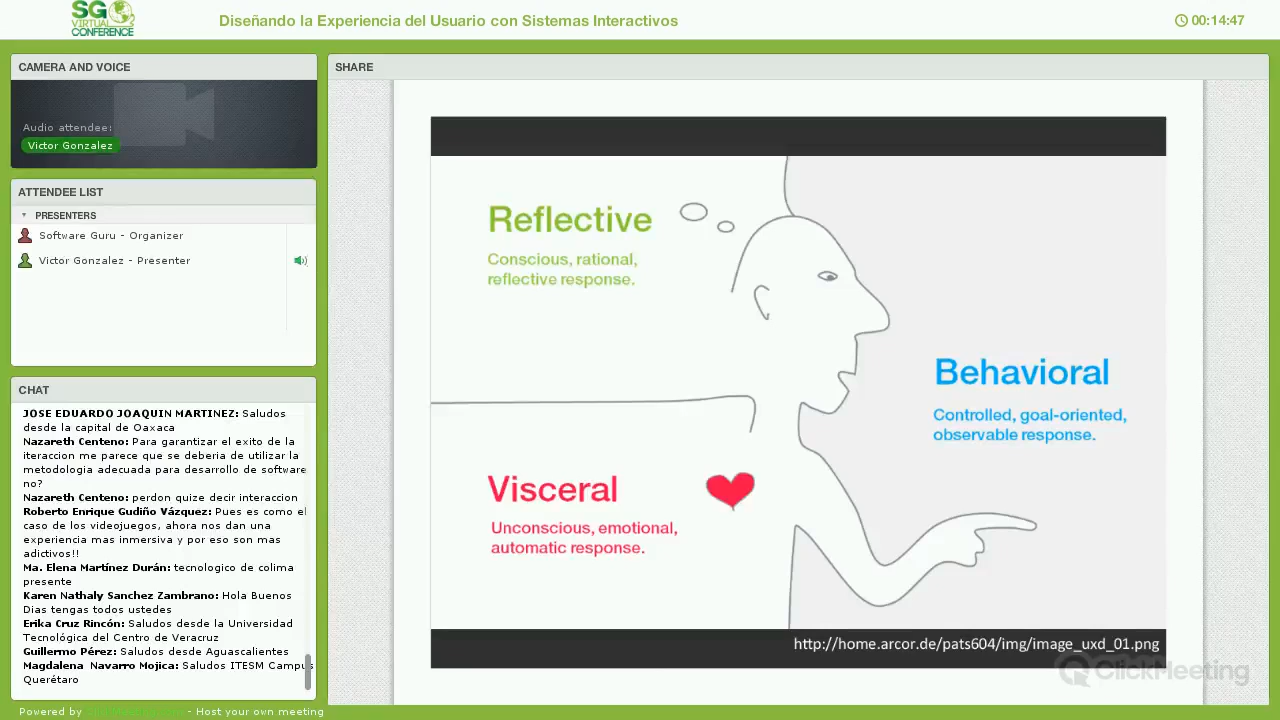 SG
VIRTUAL
CONFERENCE
Diseñando la Experiencia del Usuario con Sistemas Interactivos
00:14:47
CAMERA AND VOICE
Audio attendee:
Victor Gonzalez
ATTENDEE LIST
PRESENTERS
Software Guru - Organizer
Victor Gonzalez - Presenter
CHAT
JOSE EDUARDO JOAQUIN MARTINEZ: Saludos
desde la capital de Oaxaca
Nazareth Centeno: Para garantizar el exito de la
iteraccion me parece que se deberia de utilizar la
metodologia adecuada para desarrollo de software
no?
Nazareth Centeno: perdon quize decir interaccion
Roberto Enrique Gudiño Vázquez: Pues es como el
caso de los videojuegos, ahora nos dan una
experiencia mas inmersiva y por eso son mas
adictivos!!
Ma. Elena Martínez Durán: tecnologico de colima
presente
Karen Nathaly Sanchez Zambrano: Hola Buenos
Dias tengas todos ustedes
Erika Cruz Rincón: Saludos desde la Universidad
Tecnológica del Centro de Veracruz
Guillermo Pérez: Saludos desde Aguascalientes
Magdalena Navarro Mojica: Saludos ITESM Campus
Querétaro
Powered by - Host your own meeting
SHARE
Reflective
Conscious, rational,
reflective response.
Behavioral
Controlled, goal-oriented,
observable response.
Visceral
Unconscious, emotional,
automatic response.
http://home.arcor.de/pats604/img/image_uxd_01.png
ClickMeeting